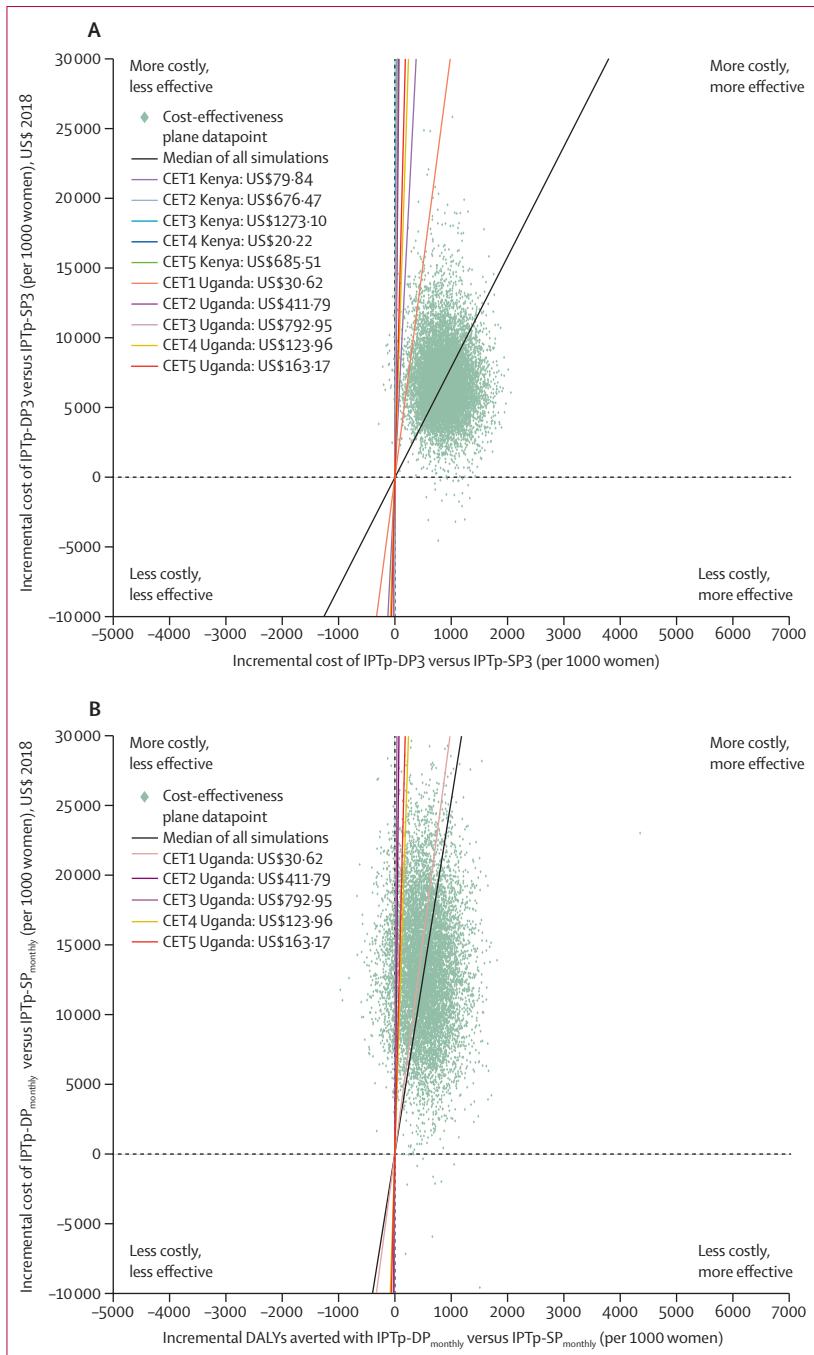 A
Incremental cost of IPTp-DP3 versus IPTp-SP3 (per 1000 women), US$ 2018
30 000
25 000
20 000
15 000
10 000
5000
0
–5000
–10 000
More costly,
less effective
More costly,
more effective
Cost-effectiveness
plane datapoint
Median of all simulations
CET1 Kenya: US$79·84
CET2 Kenya: US$676·47
CET3 Kenya: US$1273·10
CET4 Kenya: US$20·22
CET5 Kenya: US$685·51
CET1 Uganda: US$30·62
CET2 Uganda: US$411·79
CET3 Uganda: US$792·95
CET4 Uganda: US$123·96
CET5 Uganda: US$163·17
Less costly,
less effective
Less costly,
more effective
–5000 –4000 –3000 –2000 –1000 0 1000 2000 3000 4000 5000 6000 7000
Incremental cost of IPTp-DP3 versus IPTp-SP3 (per 1000 women)
B
Incremental cost of IPTp-DPmonthly versus IPTp-SPmonthly (per 1000 women), US$ 2018
30 000
25 000
20 000
15 000
10 000
5000
0
–5000
–10 000
More costly,
less effective
More costly,
more effective
Cost-effectiveness
plane datapoint
Median of all simulations
CET1 Uganda: US$30·62
CET2 Uganda: US$411·79
CET3 Uganda: US$792·95
CET4 Uganda: US$123·96
CET5 Uganda: US$163·17
Less costly,
less effective
Less costly,
more effective
–5000 –4000 –3000 –2000 –1000 0 1000 2000 3000 4000 5000 6000 7000
Incremental DALYs averted with IPTp-DPmonthly versus IPTp-SPmonthly (per 1000 women)